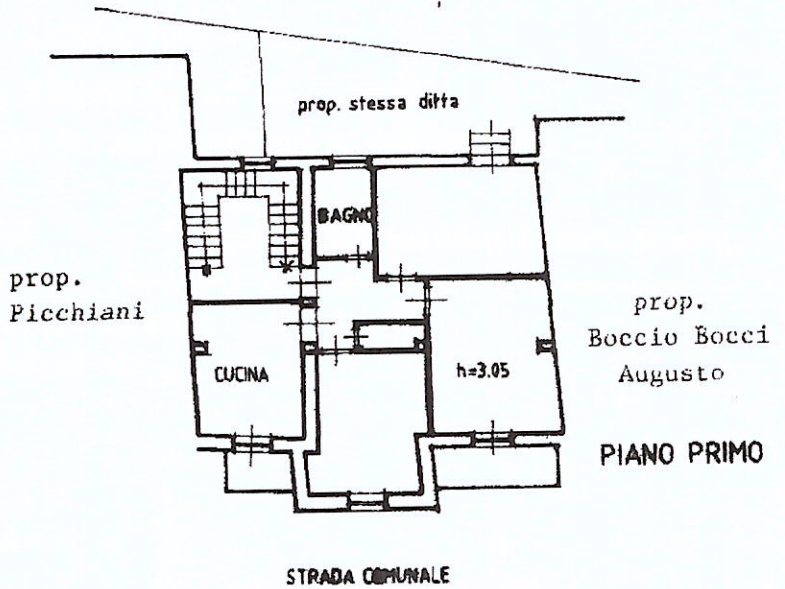 prop. stessa ditta
BAGNO
prop.
Picchiani
prop.
Boccio Bocci
Augusto
CUCINA
h=3.05
PIANO PRIMO
STRADA COMUNALE